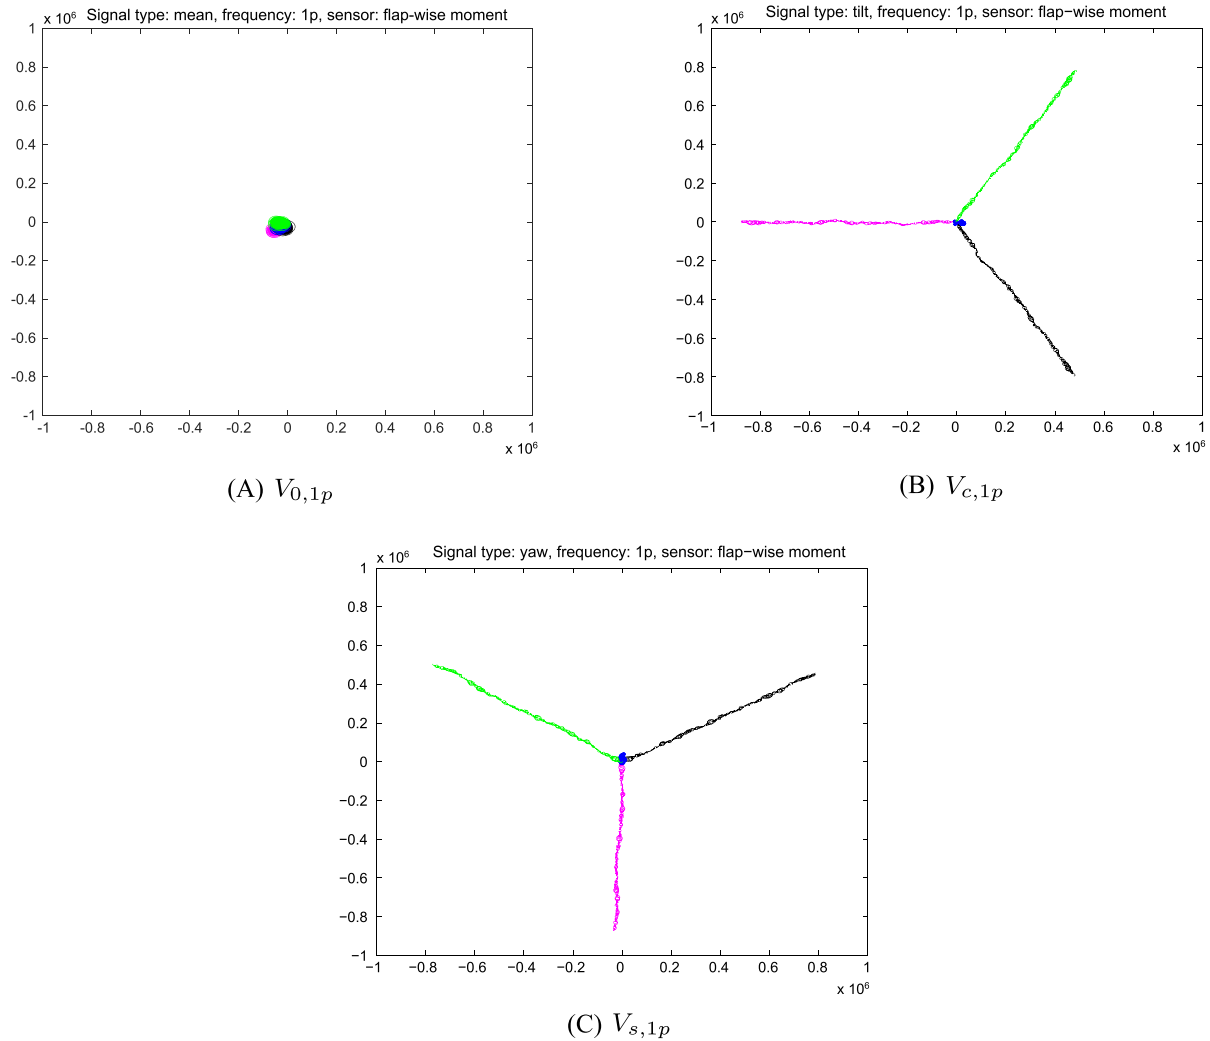 x 10⁶ Signal type: mean, frequency: 1p, sensor: flap-wise moment
1
0.8
0.6
0.4
0.2
0
-0.2
-0.4
-0.6
-0.8
-1
-1 -0.8 -0.6 -0.4 -0.2 0 0.2 0.4 0.6 0.8 1
x 10⁶
(A) V₀,₁ₚ
x 10⁶ Signal type: tilt, frequency: 1p, sensor: flap−wise moment
1
0.8
0.6
0.4
0.2
0
−0.2
−0.4
−0.6
−0.8
−1
−1 −0.8 −0.6 −0.4 −0.2 0 0.2 0.4 0.6 0.8 1
x 10⁶
(B) V_{c,1p}
x 10⁶ Signal type: yaw, frequency: 1p, sensor: flap−wise moment
1
0.8
0.6
0.4
0.2
0
−0.2
−0.4
−0.6
−0.8
−1
−1 −0.8 −0.6 −0.4 −0.2 0 0.2 0.4 0.6 0.8 1
x 10⁶
(C) V_{s,1p}